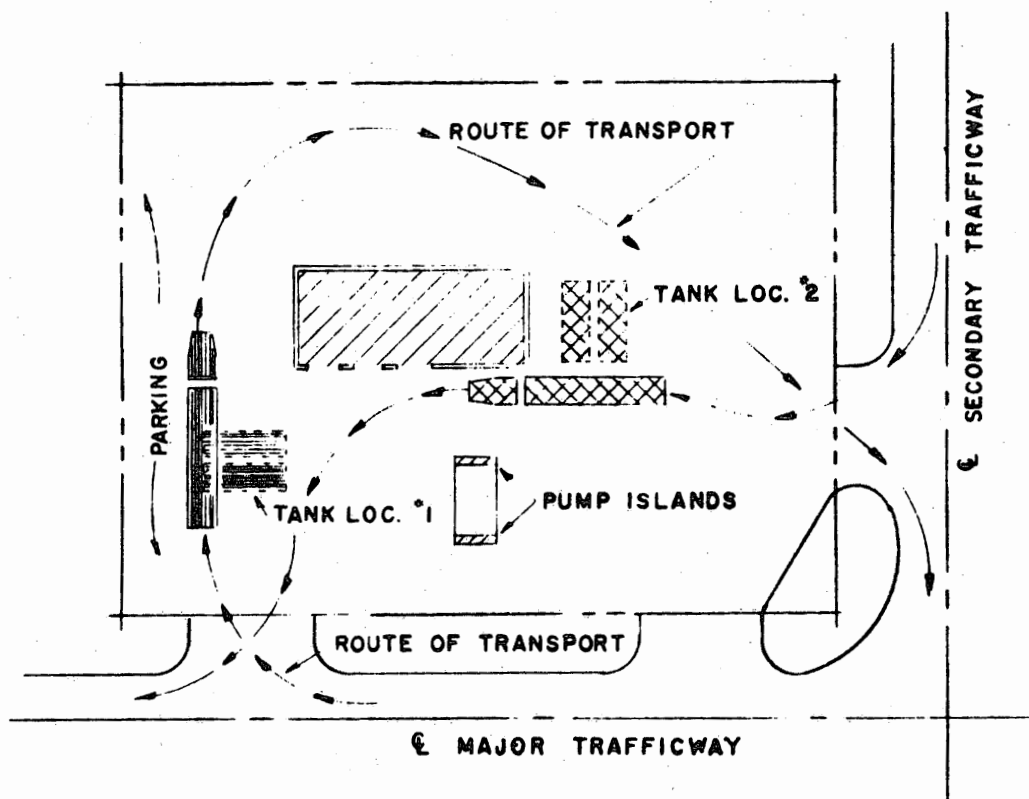 ROUTE OF TRANSPORT
SECONDARY TRAFFICWAY
TANK LOC. #2
PARKING
PUMP ISLANDS
TANK LOC. #1
ROUTE OF TRANSPORT
℄ MAJOR TRAFFICWAY
℄